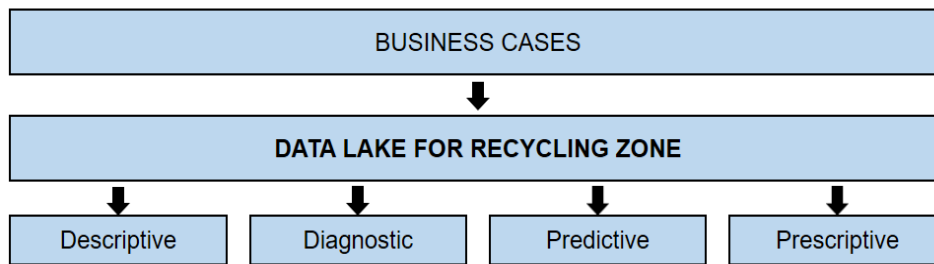 BUSINESS CASES
DATA LAKE FOR RECYCLING ZONE
Descriptive
Diagnostic
Predictive
Prescriptive